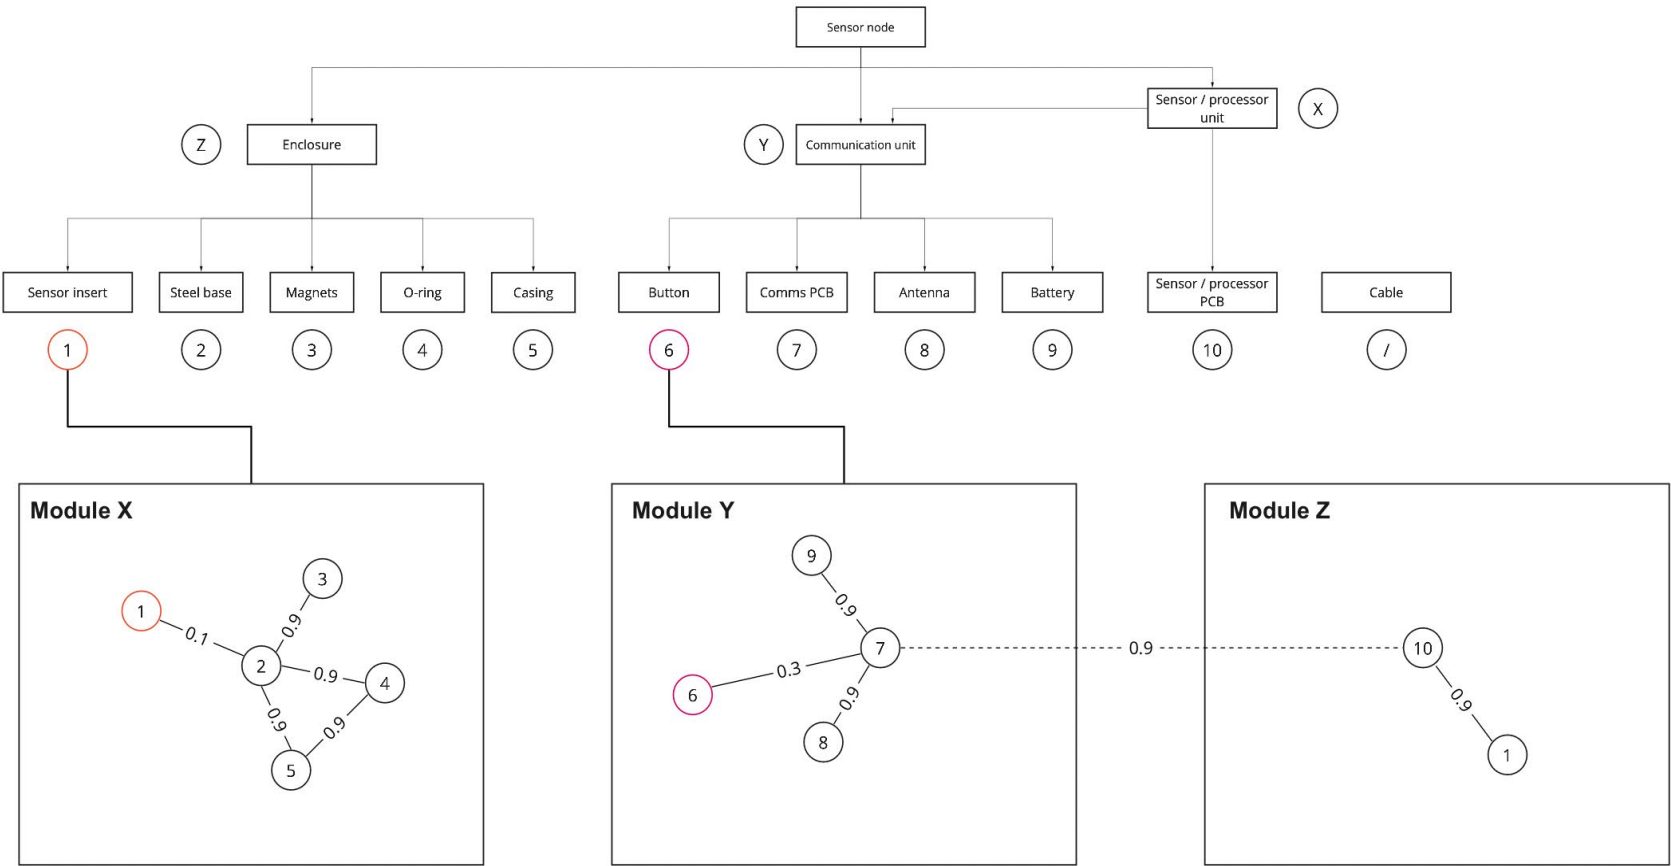 Sensor node
Sensor / processor
unit
X
Z
Enclosure
Y
Communication unit
Sensor insert
Steel base
Magnets
O-ring
Casing
Button
Comms PCB
Antenna
Battery
Sensor / processor
PCB
Cable
1
2
3
4
5
6
7
8
9
10
/
Module X
1
0.1
2
0.9
3
0.9
4
0.9
0.9
5
Module Y
9
0.9
7
0.3
6
0.9
8
0.9
Module Z
10
0.9
1